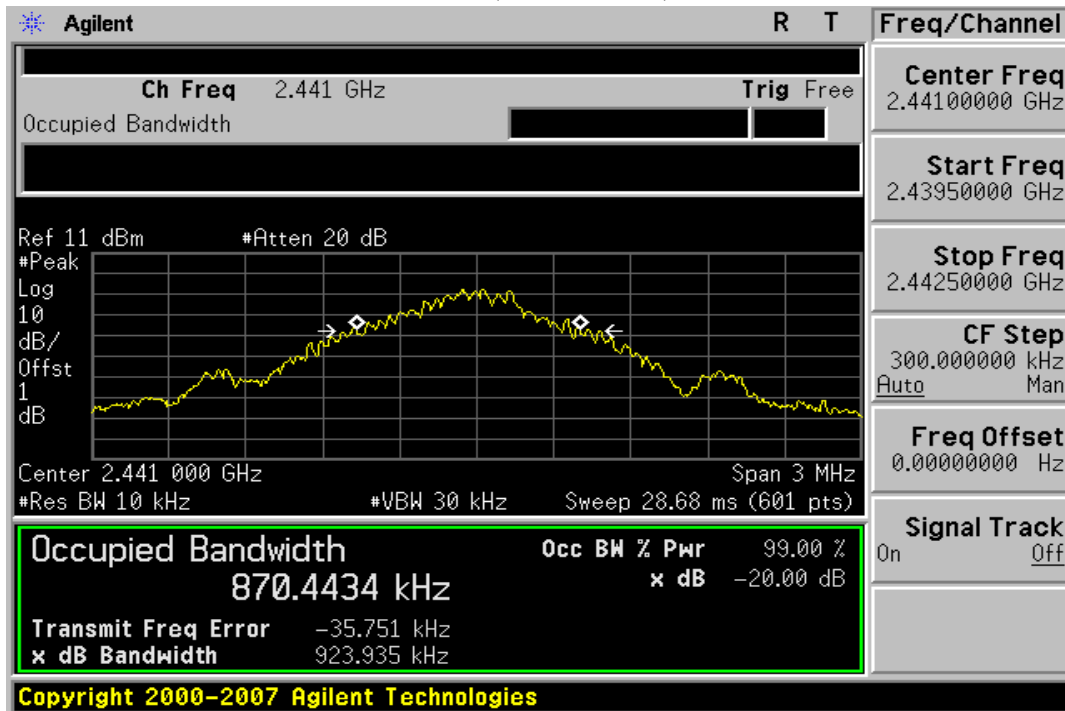 Agilent R T
Freq/Channel
Ch Freq 2.441 GHz Trig Free
Occupied Bandwidth
Center Freq
2.44100000 GHz
Start Freq
2.43950000 GHz
Stop Freq
2.44250000 GHz
CF Step
300.000000 kHz
Auto Man
Freq Offset
0.00000000 Hz
Signal Track
On Off
Ref 11 dBm #Atten 20 dB
#Peak
Log
10
dB/
Offst
1
dB
Center 2.441 000 GHz Span 3 MHz
#Res BW 10 kHz #VBW 30 kHz Sweep 28.68 ms (601 pts)
Occupied Bandwidth Occ BW % Pwr 99.00 %
870.4434 kHz x dB -20.00 dB
Transmit Freq Error -35.751 kHz
x dB Bandwidth 923.935 kHz
Copyright 2000-2007 Agilent Technologies